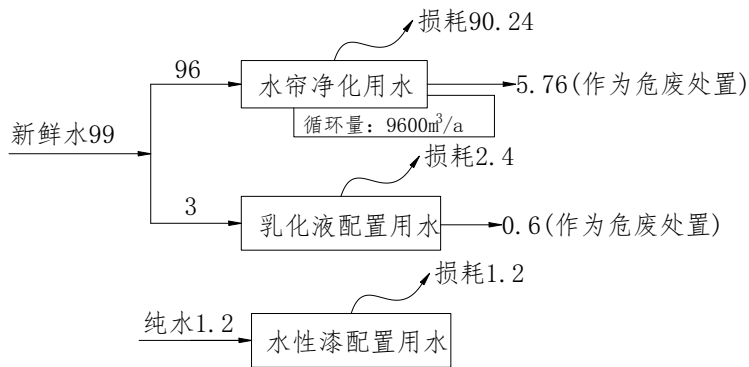 损耗90.24
96
水帘净化用水
5.76(作为危废处置)
循环量：9600m³/a
新鲜水99
损耗2.4
3
乳化液配置用水
0.6(作为危废处置)
损耗1.2
纯水1.2
水性漆配置用水